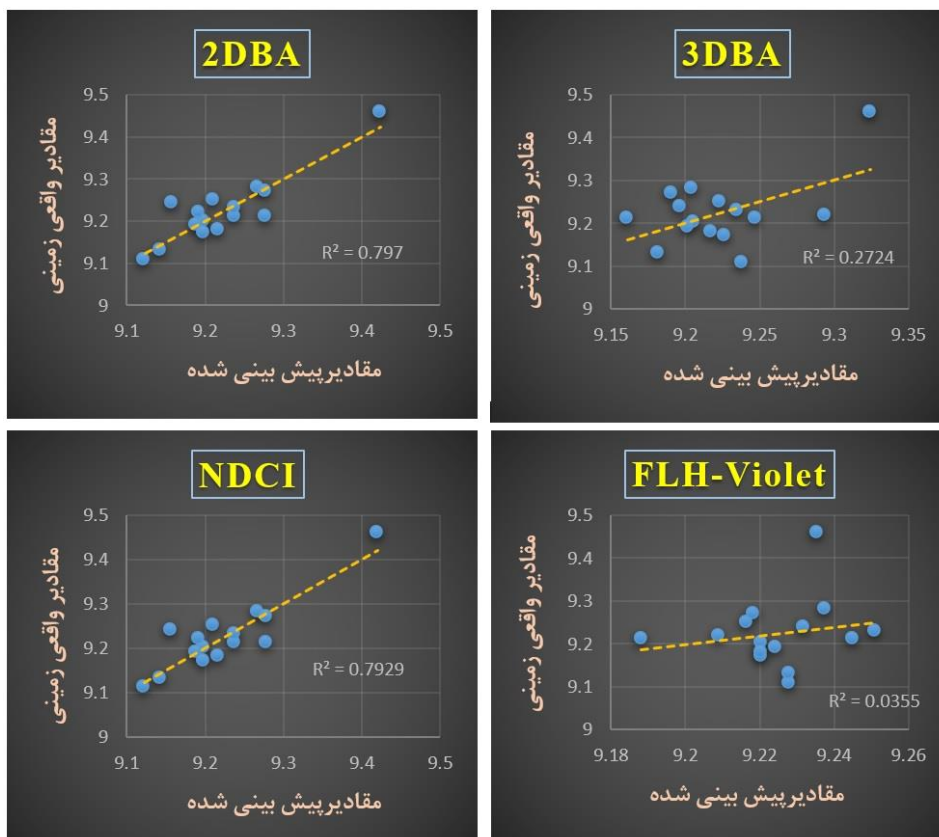 2DBA
مقادیر واقعی زمینی
9.5
9.4
9.3
9.2
9.1
9
R² = 0.797
9.1 9.2 9.3 9.4 9.5
مقادیرپیش بینی شده
3DBA
مقادیر واقعی زمینی
9.5
9.4
9.3
9.2
9.1
9
R² = 0.2724
9.15 9.2 9.25 9.3 9.35
مقادیرپیش بینی شده
NDCI
مقادیر واقعی زمینی
9.5
9.4
9.3
9.2
9.1
9
R² = 0.7929
9.1 9.2 9.3 9.4 9.5
مقادیرپیش بینی شده
FLH-Violet
مقادیر واقعی زمینی
9.5
9.4
9.3
9.2
9.1
9
R² = 0.0355
9.18 9.2 9.22 9.24 9.26
مقادیرپیش بینی شده